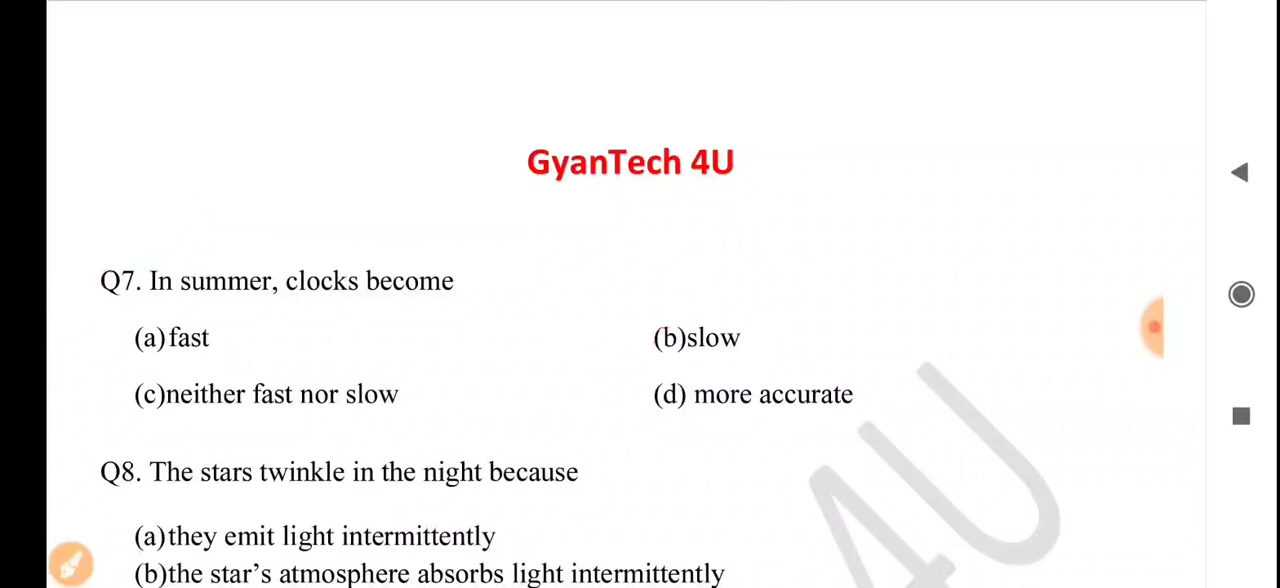 GyanTech 4U
Q7. In summer, clocks become
(a)fast (b)slow
(c)neither fast nor slow (d) more accurate
Q8. The stars twinkle in the night because
(a)they emit light intermittently
(b)the star’s atmosphere absorbs light intermittently
4U